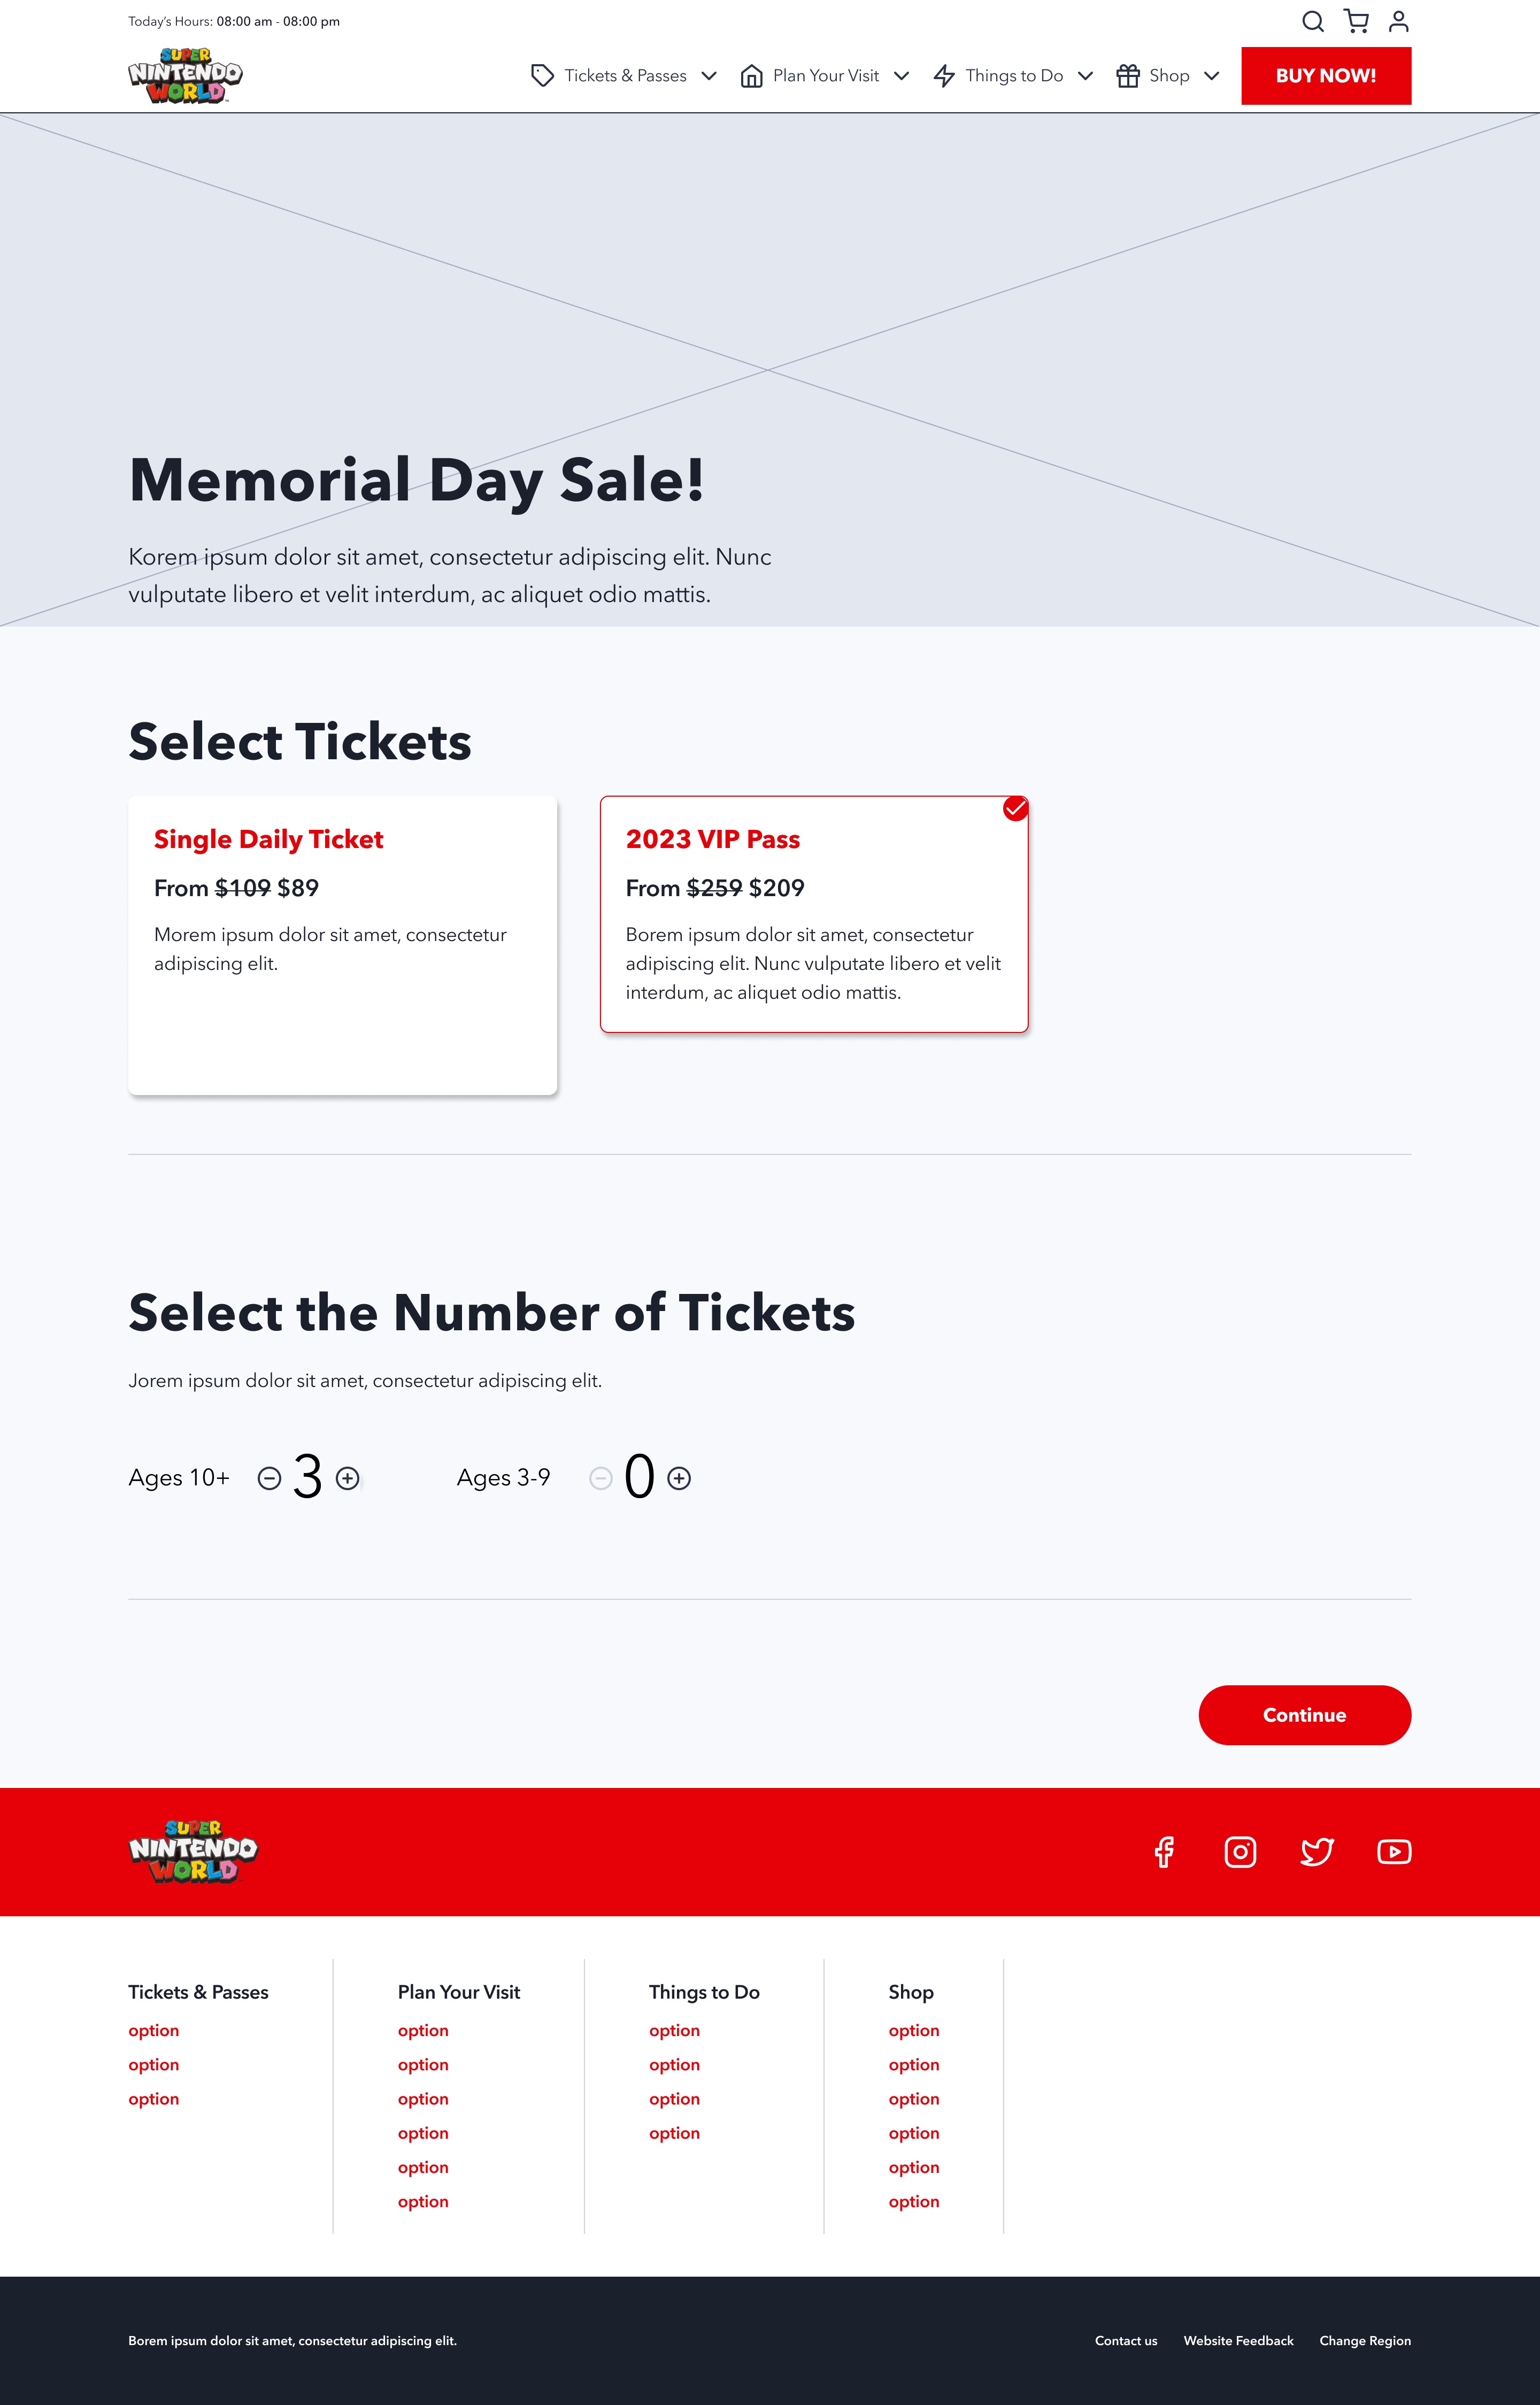 Today's Hours: 08:00 am - 08:00 pm
SUPER
NINTENDO
WORLD™
Tickets & Passes
Plan Your Visit
Things to Do
Shop
BUY NOW!
Memorial Day Sale!
Korem ipsum dolor sit amet, consectetur adipiscing elit. Nunc
vulputate libero et velit interdum, ac aliquet odio mattis.
Select Tickets
Single Daily Ticket
From $109 $89
Morem ipsum dolor sit amet, consectetur
adipiscing elit.
2023 VIP Pass
From $259 $209
Borem ipsum dolor sit amet, consectetur
adipiscing elit. Nunc vulputate libero et velit
interdum, ac aliquet odio mattis.
Select the Number of Tickets
Jorem ipsum dolor sit amet, consectetur adipiscing elit.
Ages 10+ 3
Ages 3-9 0
Continue
SUPER
NINTENDO
WORLD
Tickets & Passes
option
option
option
Plan Your Visit
option
option
option
option
option
option
Things to Do
option
option
option
option
Shop
option
option
option
option
option
option
Borem ipsum dolor sit amet, consectetur adipiscing elit.
Contact us
Website Feedback
Change Region